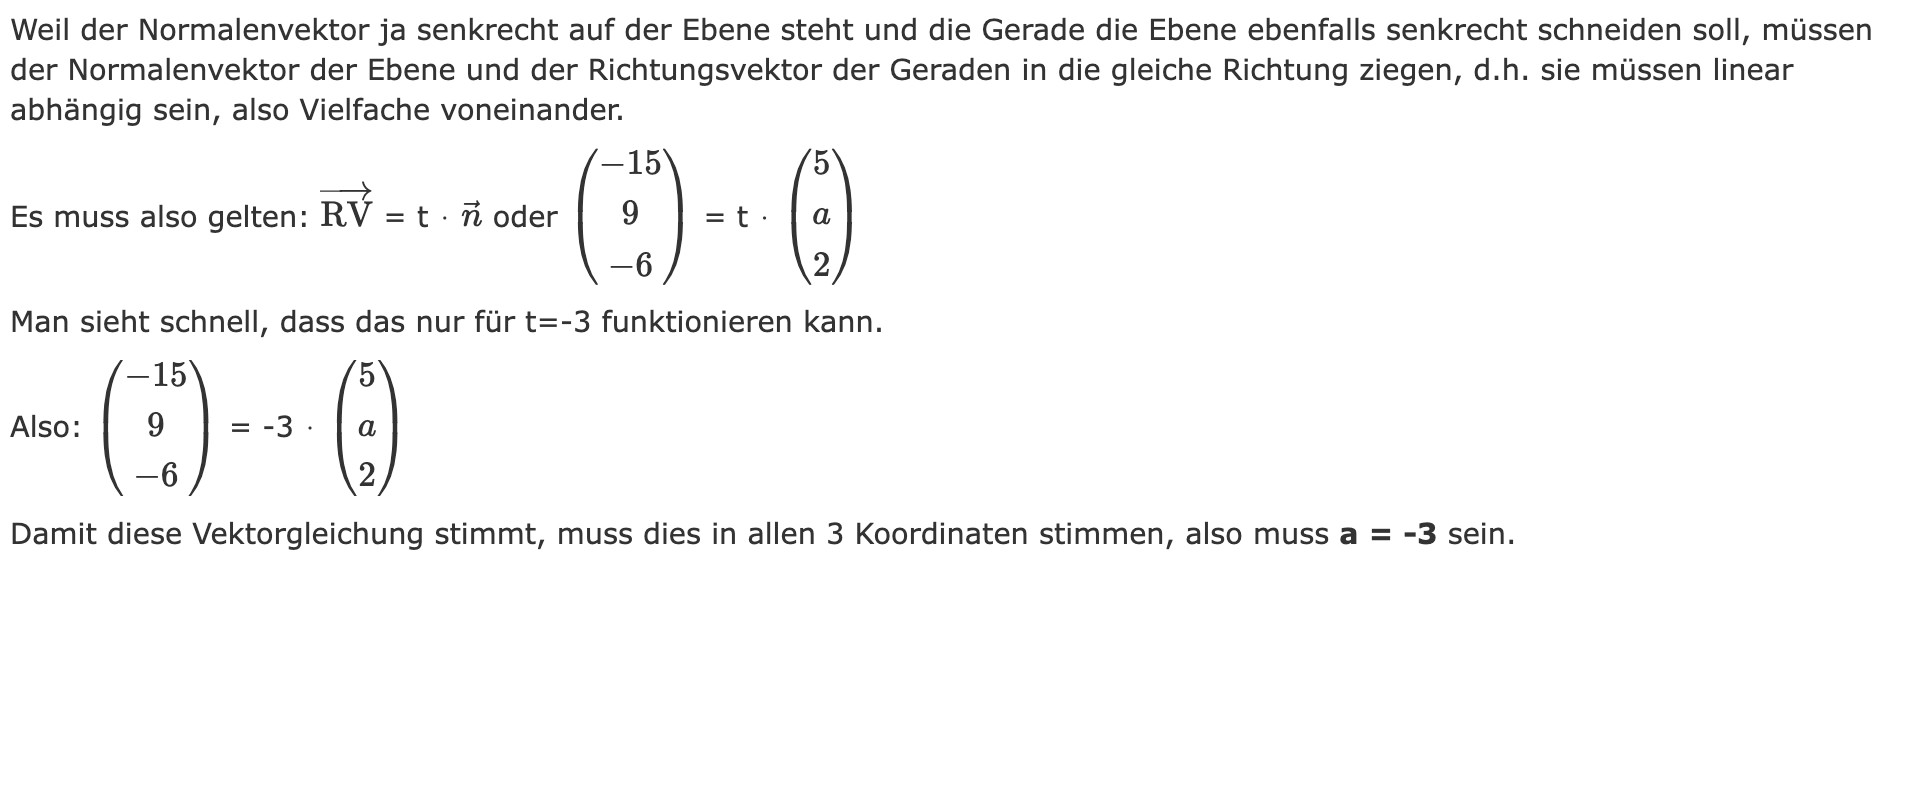 Weil der Normalenvektor ja senkrecht auf der Ebene steht und die Gerade die Ebene ebenfalls senkrecht schneiden soll, müssen
der Normalenvektor der Ebene und der Richtungsvektor der Geraden in die gleiche Richtung ziegen, d.h. sie müssen linear
abhängig sein, also Vielfache voneinander.
Es muss also gelten: $\overrightarrow{\mathrm{RV}}$ = t · $\vec{n}$ oder $\begin{pmatrix} -15 \\ 9 \\ -6 \end{pmatrix}$ = t · $\begin{pmatrix} 5 \\ a \\ 2 \end{pmatrix}$
Man sieht schnell, dass das nur für t=-3 funktionieren kann.
Also: $\begin{pmatrix} -15 \\ 9 \\ -6 \end{pmatrix}$ = -3 · $\begin{pmatrix} 5 \\ a \\ 2 \end{pmatrix}$
Damit diese Vektorgleichung stimmt, muss dies in allen 3 Koordinaten stimmen, also muss a = -3 sein.